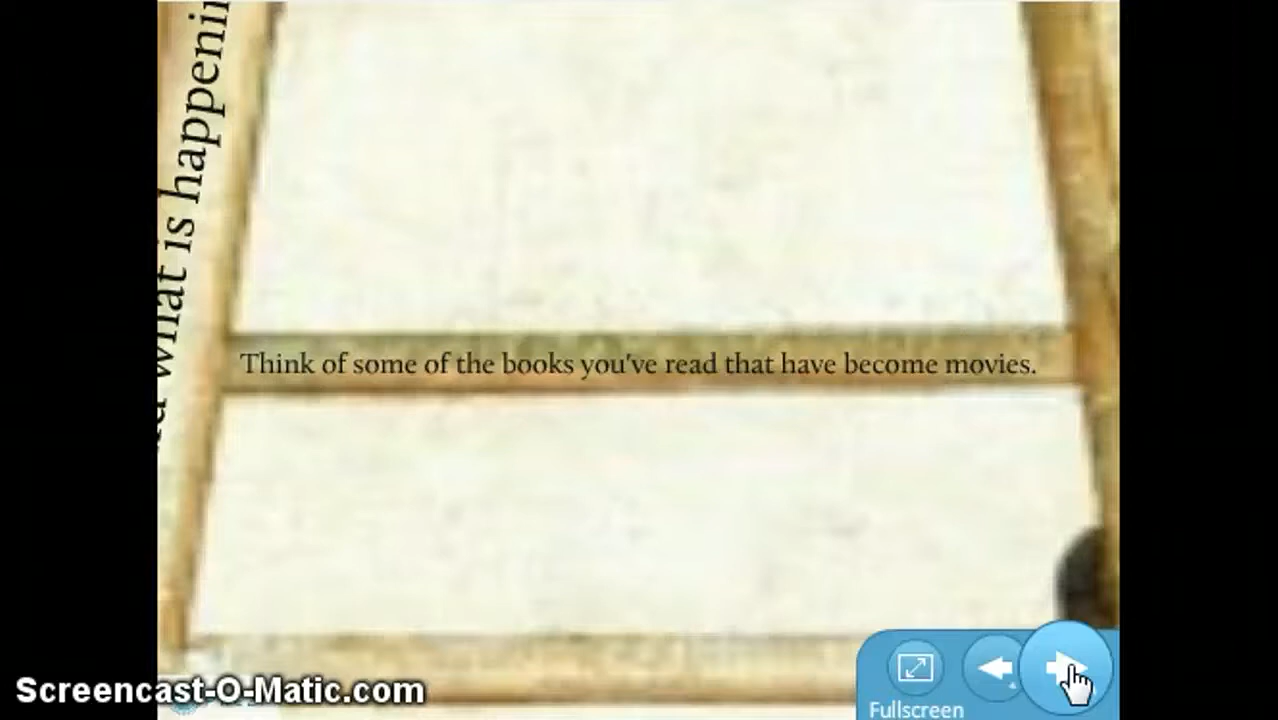 what is happenin
Think of some of the books you've read that have become movies.
Fullscreen
Screencast-O-Matic.com